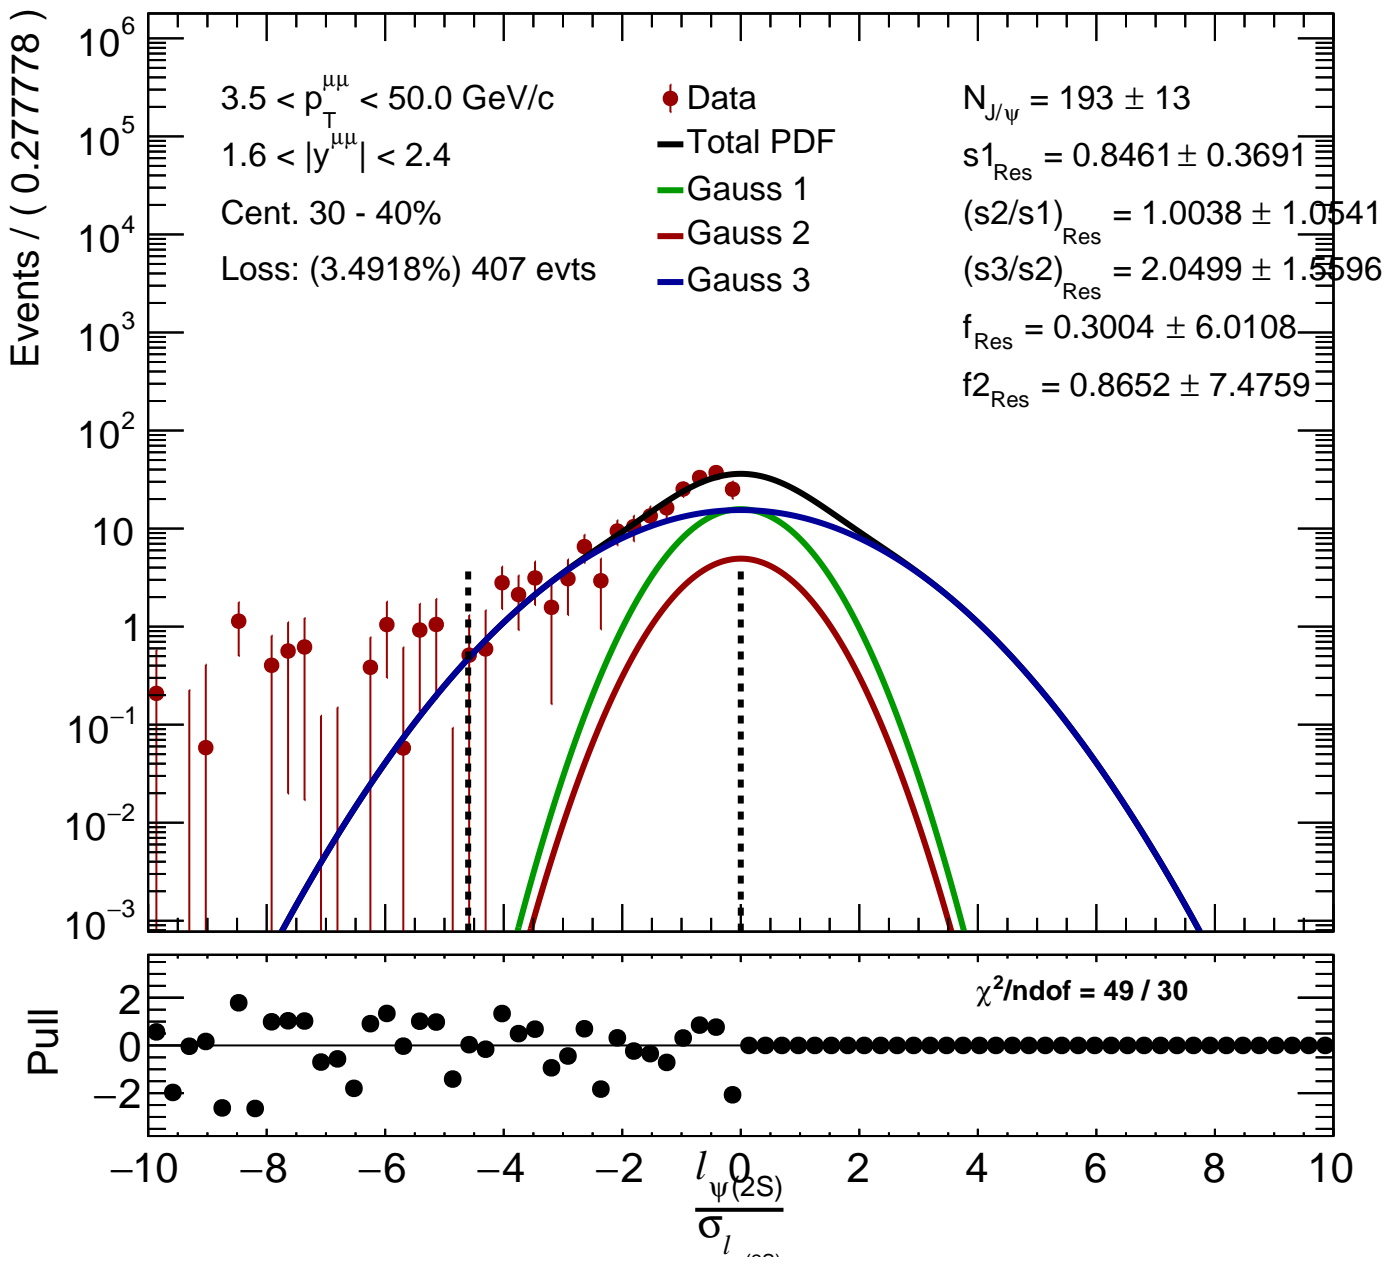 Events / ( 0.277778 )
10^6
10^5
10^4
10^3
10^2
10
1
10^−1
10^−2
10^−3
3.5 < p_T^μμ < 50.0 GeV/c
1.6 < |y^μμ| < 2.4
Cent. 30 - 40%
Loss: (3.4918%) 407 evts
Data
Total PDF
Gauss 1
Gauss 2
Gauss 3
N_J/ψ = 193 ± 13
s1_Res = 0.8461 ± 0.3691
(s2/s1)_Res = 1.0038 ± 1.0541
(s3/s2)_Res = 2.0499 ± 1.5596
f_Res = 0.3004 ± 6.0108
f2_Res = 0.8652 ± 7.4759
Pull
2
0
−2
χ²/ndof = 49 / 30
−10 −8 −6 −4 −2 0 2 4 6 8 10
l_ψ(2S)
σ_l